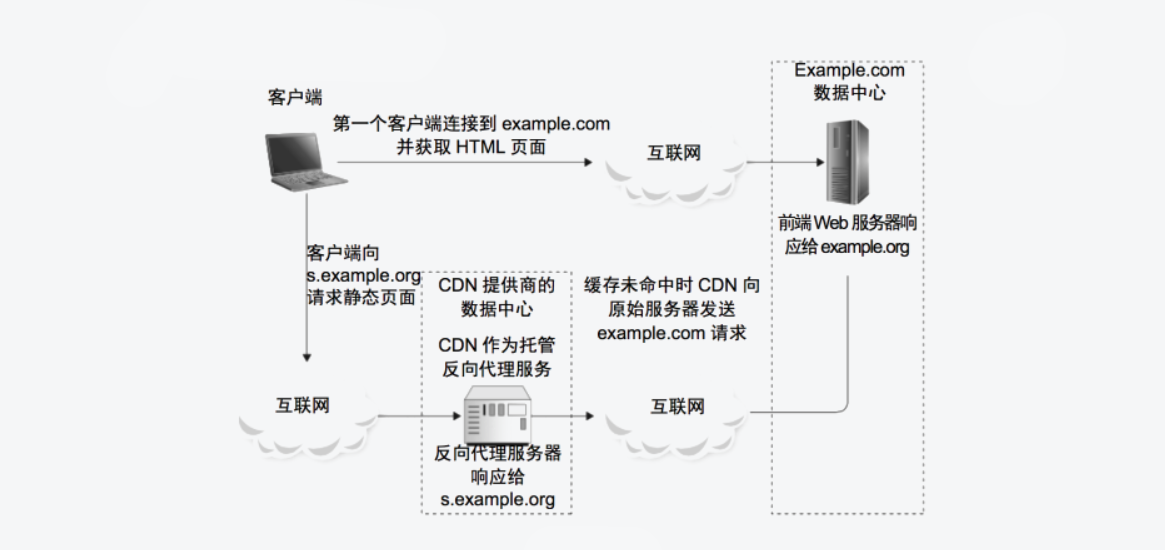 客户端
第一个客户端连接到 example.com
并获取 HTML 页面
互联网
Example.com
数据中心
前端 Web 服务器响
应给 example.org
客户端向
s.example.org
请求静态页面
互联网
CDN 提供商的
数据中心
CDN 作为托管
反向代理服务
反向代理服务器
响应给
s.example.org
缓存未命中时 CDN 向
原始服务器发送
example.com 请求
互联网